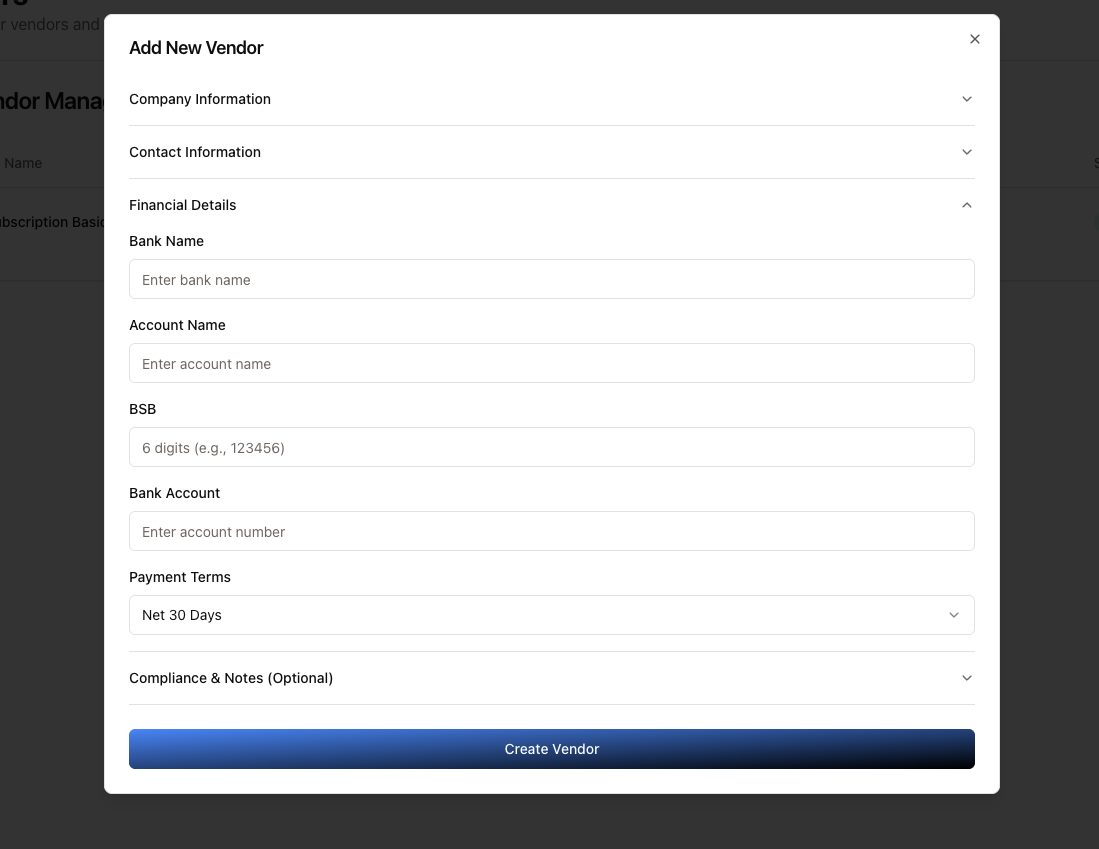 r vendors and
Add New Vendor
ndor Mana
Company Information
Contact Information
Name
Financial Details
bscription Basic
Bank Name
Enter bank name
Account Name
Enter account name
BSB
6 digits (e.g., 123456)
Bank Account
Enter account number
Payment Terms
Net 30 Days
Compliance & Notes (Optional)
Create Vendor